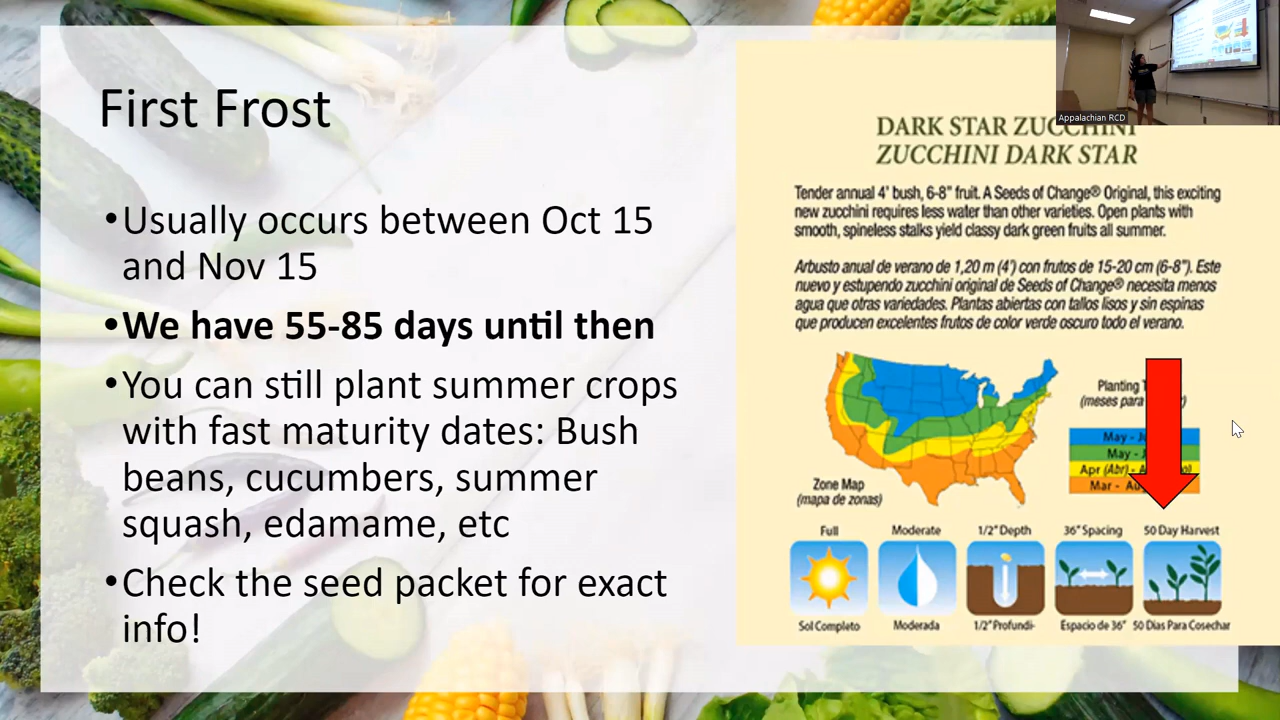 First Frost
•Usually occurs between Oct 15
and Nov 15
•We have 55-85 days until then
•You can still plant summer crops
with fast maturity dates: Bush
beans, cucumbers, summer
squash, edamame, etc
•Check the seed packet for exact
info!
Appalachian RCD
DARK STAR ZUCCHINI
ZUCCHINI DARK STAR
Tender annual 4' bush, 6-8" fruit. A Seeds of Change® Original, this exciting
new zucchini requires less water than other varieties. Open plants with
smooth, spineless stalks yield classy dark green fruits all summer.
Arbusto anual de verano de 1,20 m (4') con frutos de 15-20 cm (6-8"). Este
nuevo y estupendo zucchini original de Seeds of Change® necesita menos
agua que otras variedades. Plantas abiertas con tallos lisos y sin espinas
que producen excelentes frutos de color verde oscuro todo el verano.
Planting
(meses para
May -
May -
Apr (Abr) -
Mar -
Zone Map
(mapa de zonas)
Full
Moderate
1/2" Depth
36" Spacing
50 Day Harvest
Sol Completo
Moderada
1/2" Profundi-
Espacio de 36"
50 Dias Para Cosechar